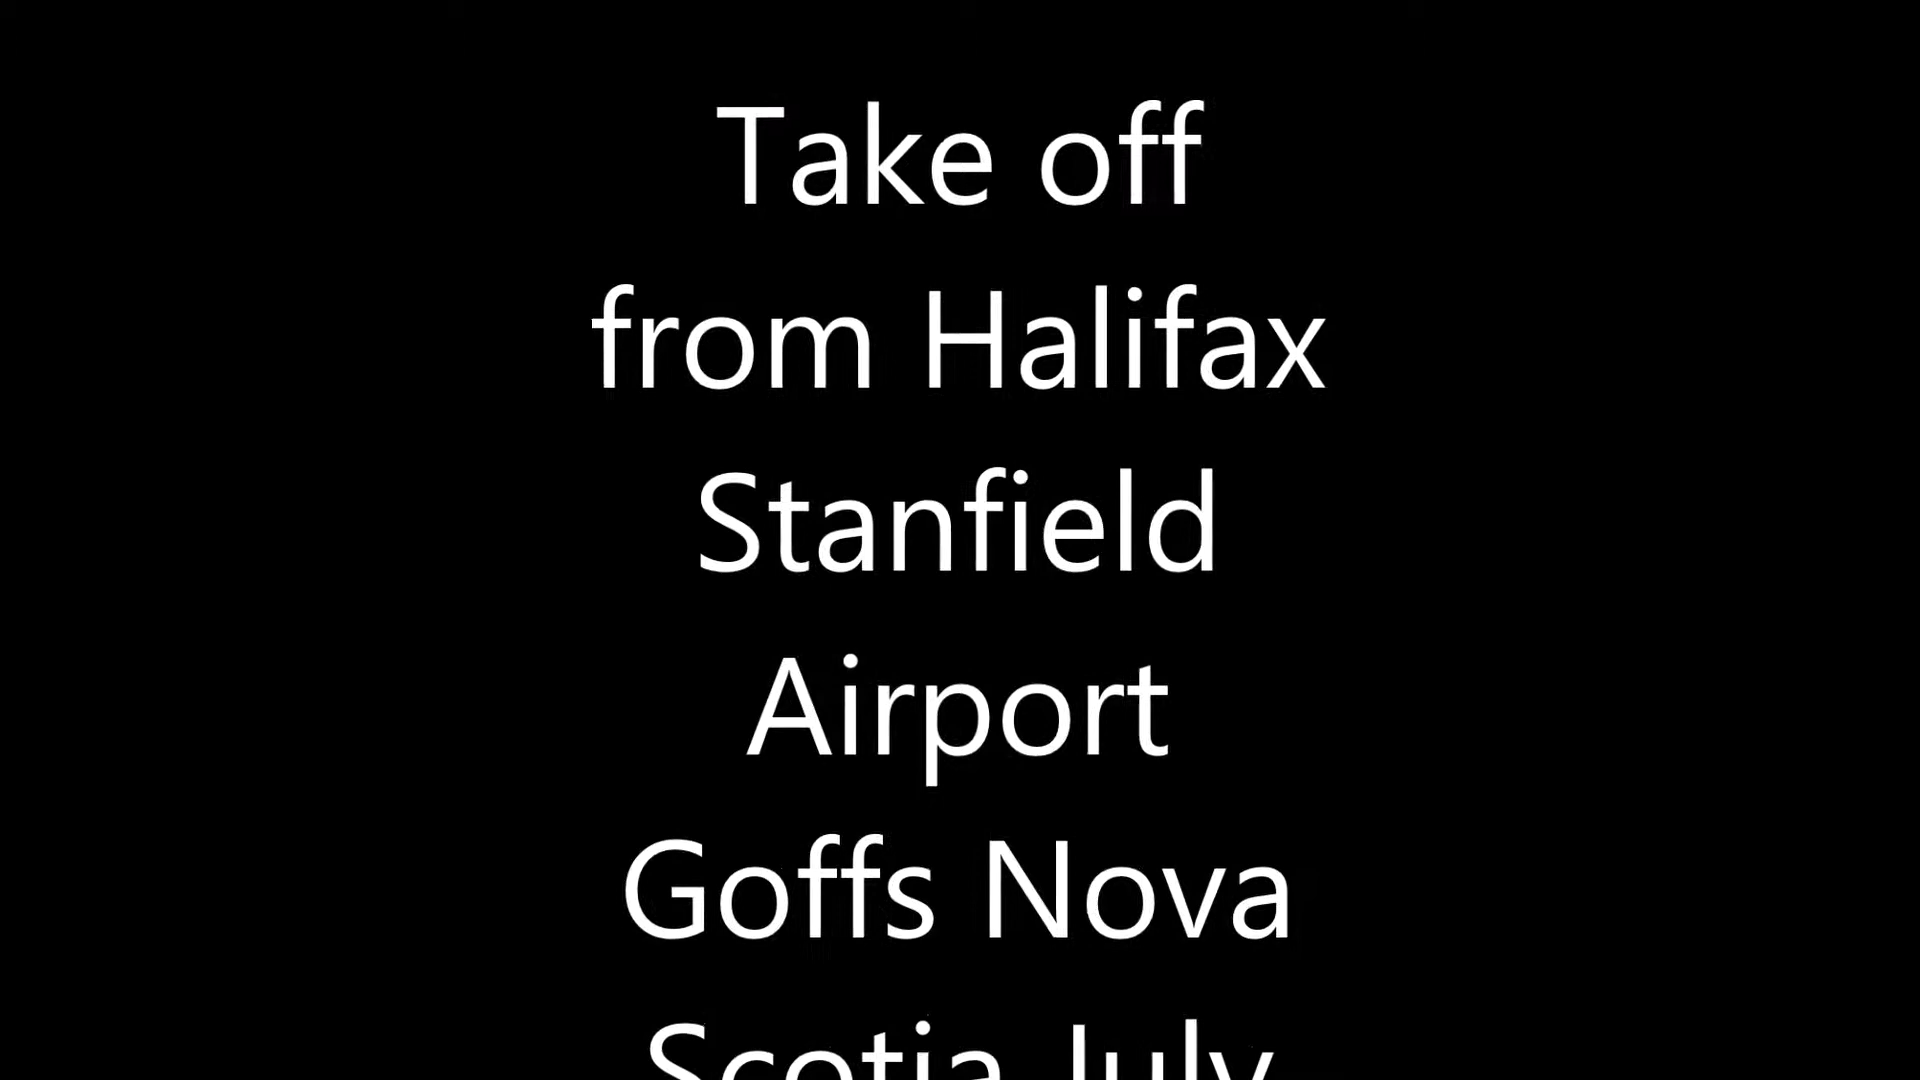 Take off
from Halifax
Stanfield
Airport
Goffs Nova
Scotia July